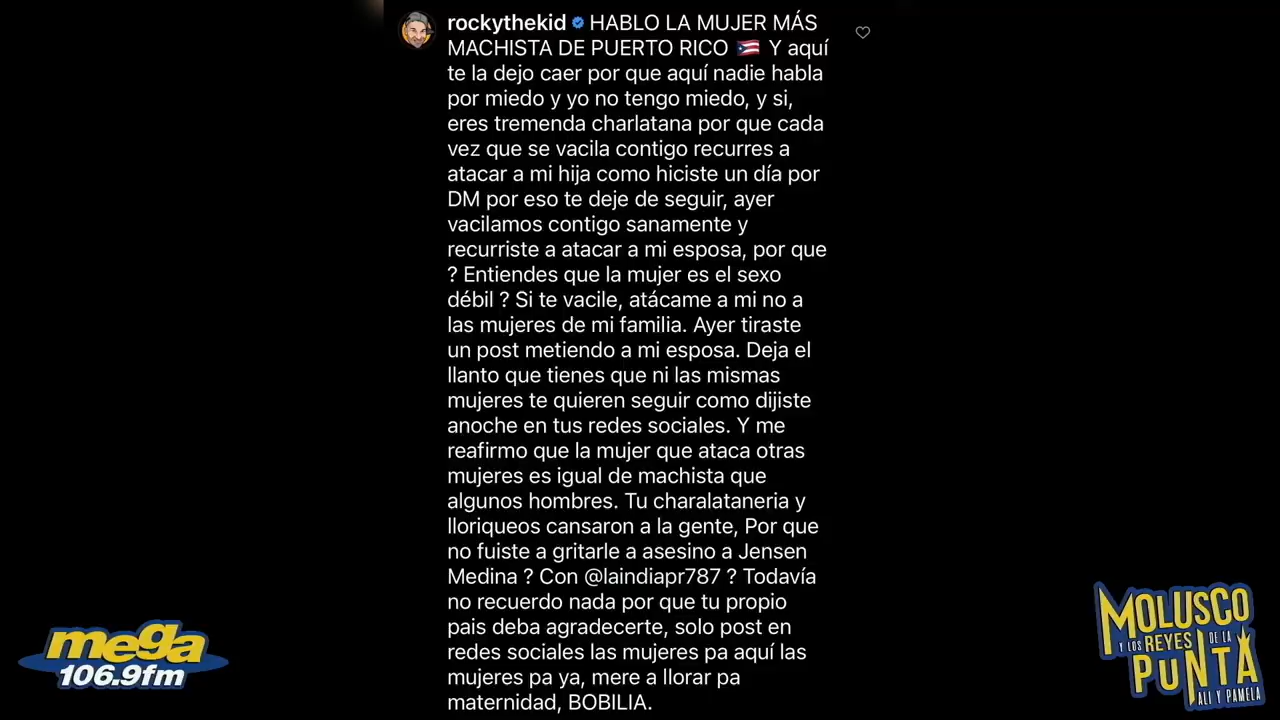 rockythekid HABLO LA MUJER MÁS
MACHISTA DE PUERTO RICO 🇵🇷 Y aquí
te la dejo caer por que aquí nadie habla
por miedo y yo no tengo miedo, y si,
eres tremenda charlatana por que cada
vez que se vacila contigo recurres a
atacar a mi hija como hiciste un día por
DM por eso te deje de seguir, ayer
vacilamos contigo sanamente y
recurriste a atacar a mi esposa, por que
? Entiendes que la mujer es el sexo
débil ? Si te vacile, atácame a mi no a
las mujeres de mi familia. Ayer tiraste
un post metiendo a mi esposa. Deja el
llanto que tienes que ni las mismas
mujeres te quieren seguir como dijiste
anoche en tus redes sociales. Y me
reafirmo que la mujer que ataca otras
mujeres es igual de machista que
algunos hombres. Tu charalataneria y
lloriqueos cansaron a la gente, Por que
no fuiste a gritarle a asesino a Jensen
Medina ? Con @laindiapr787 ? Todavía
no recuerdo nada por que tu propio
pais deba agradecerte, solo post en
redes sociales las mujeres pa aquí las
mujeres pa ya, mere a llorar pa
maternidad, BOBILIA.
mega
106.9fm
MOLUSCO
Y LOS REYES DE LA
PUNTA
ALI Y PAMELA